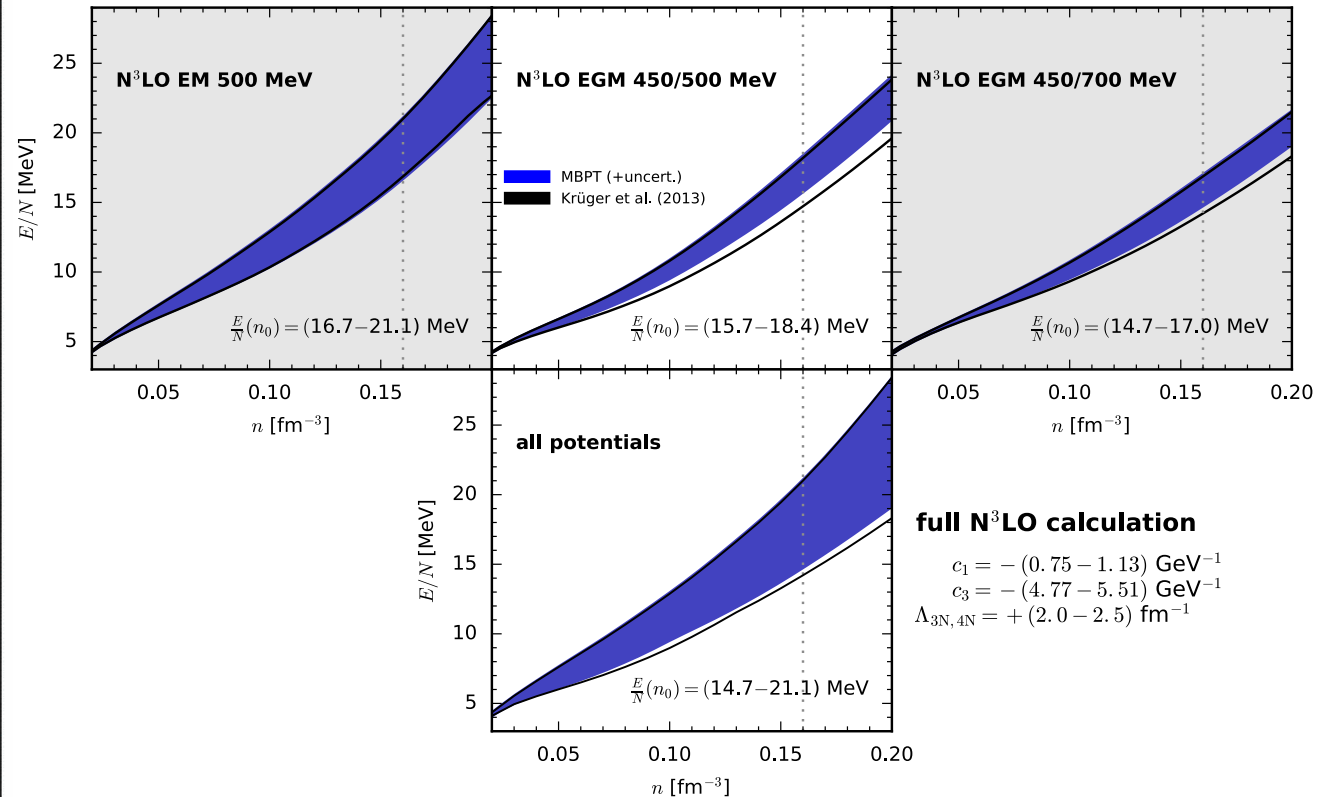 N³LO EM 500 MeV
N³LO EGM 450/500 MeV
N³LO EGM 450/700 MeV
25
20
15
10
5
E/N [MeV]
MBPT (+uncert.)
Krüger et al. (2013)
E/N (n₀) = (16.7−21.1) MeV
E/N (n₀) = (15.7−18.4) MeV
E/N (n₀) = (14.7−17.0) MeV
0.05 0.10 0.15
0.05 0.10 0.15 0.20
n [fm⁻³]
n [fm⁻³]
all potentials
25
20
15
10
5
E/N [MeV]
E/N (n₀) = (14.7−21.1) MeV
0.05 0.10 0.15 0.20
n [fm⁻³]
full N³LO calculation
c₁ = −(0.75 − 1.13) GeV⁻¹
c₃ = −(4.77 − 5.51) GeV⁻¹
Λ₃N,₄N = +(2.0 − 2.5) fm⁻¹